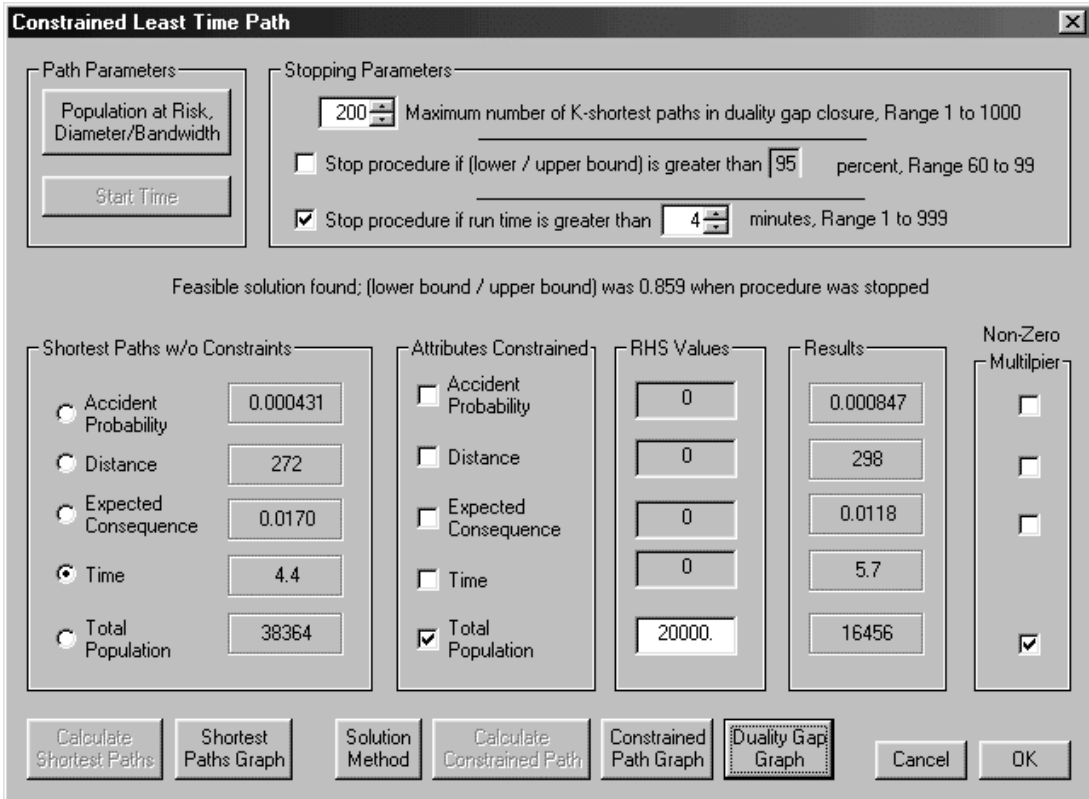 Constrained Least Time Path
Path Parameters
Population at Risk,
Diameter/Bandwidth
Start Time
Stopping Parameters
200 Maximum number of K-shortest paths in duality gap closure, Range 1 to 1000
Stop procedure if (lower / upper bound) is greater than 95 percent, Range 60 to 99
Stop procedure if run time is greater than 4 minutes, Range 1 to 999
Feasible solution found; (lower bound / upper bound) was 0.859 when procedure was stopped
Shortest Paths w/o Constraints
Accident
Probability
0.000431
Distance
272
Expected
Consequence
0.0170
Time
4.4
Total
Population
38364
Attributes Constrained
Accident
Probability
Distance
Expected
Consequence
Time
Total
Population
RHS Values
0
0
0
0
20000.
Results
0.000847
298
0.0118
5.7
16456
Non-Zero
Multilpier
Calculate
Shortest Paths
Shortest
Paths Graph
Solution
Method
Calculate
Constrained Path
Constrained
Path Graph
Duality Gap
Graph
Cancel
OK